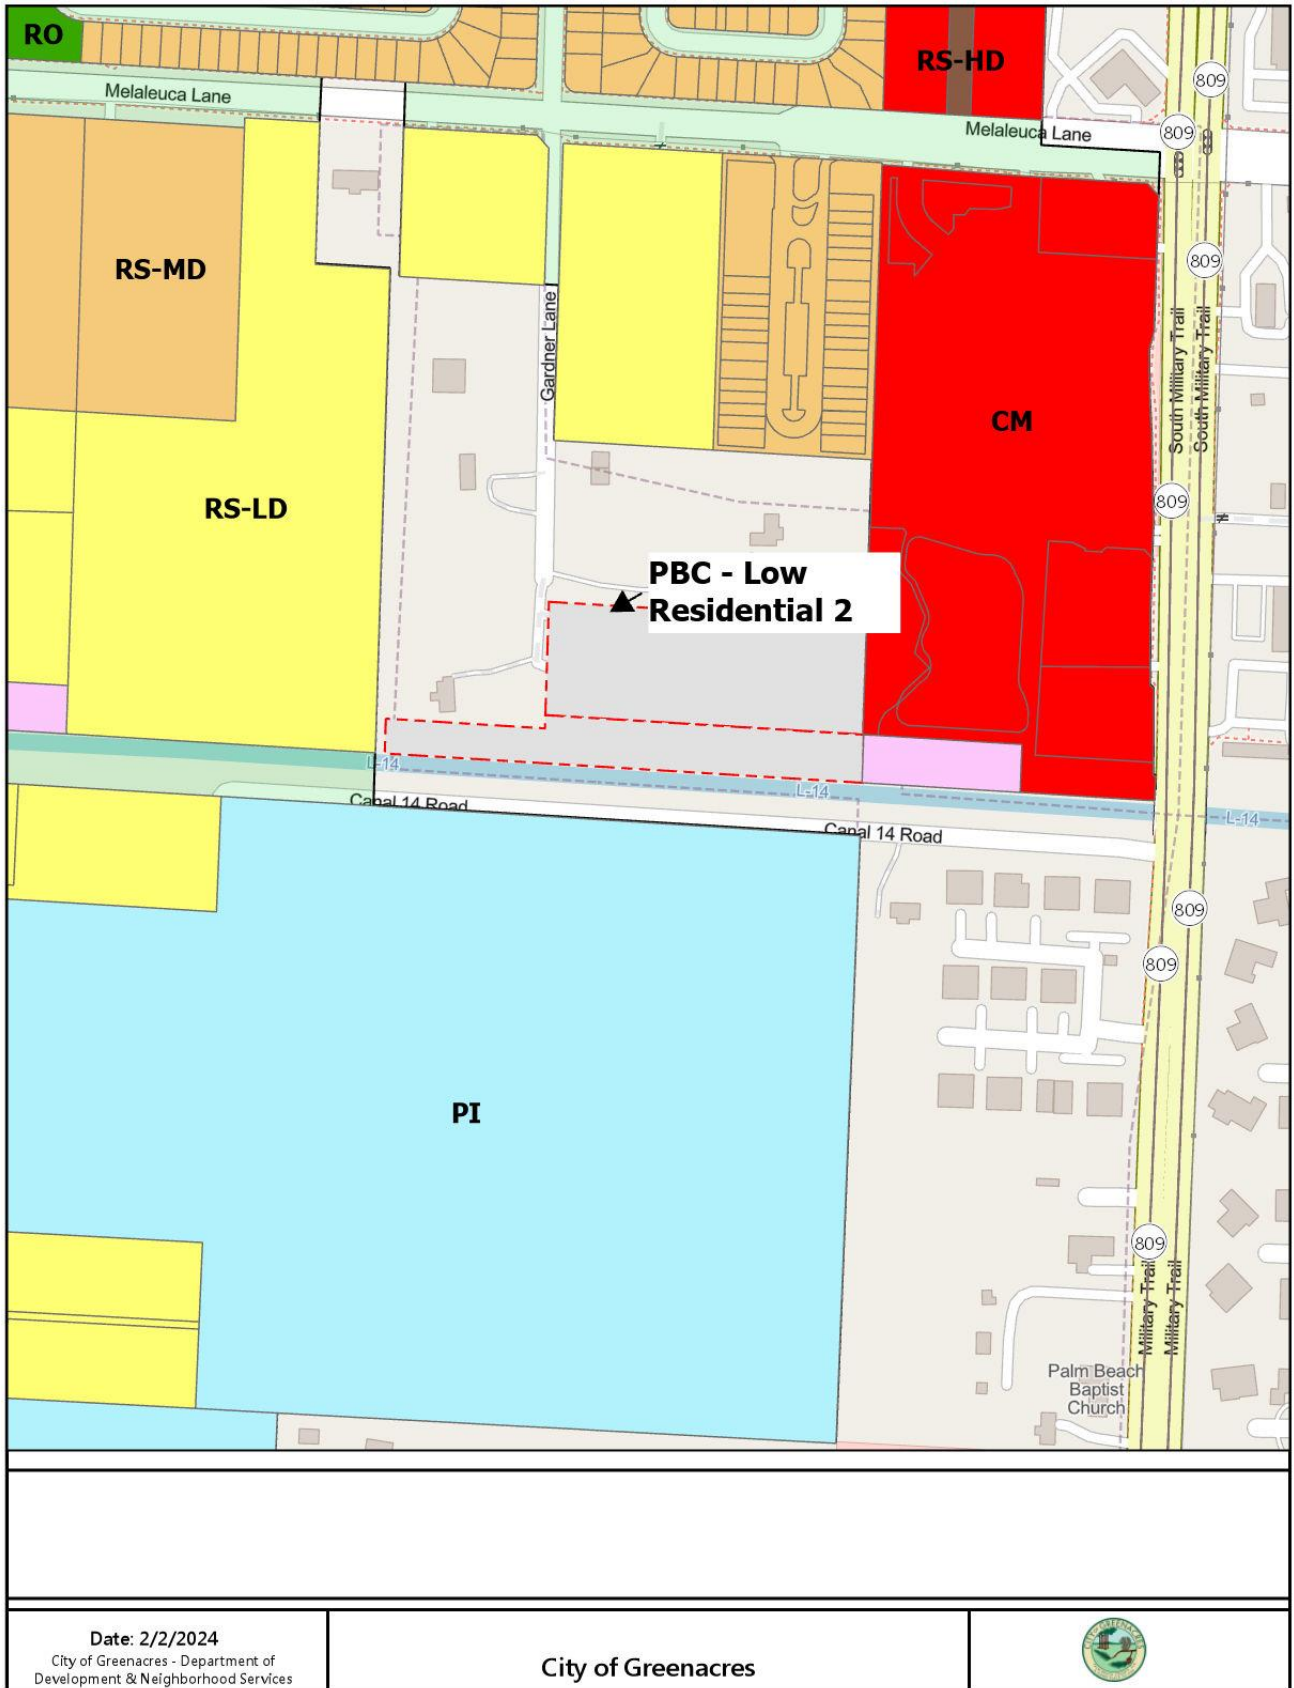 RO
RS-HD
809
Melaleuca Lane
Melaleuca Lane
809
RS-MD
809
Gardner Lane
South Military Trail
South Military Trail
CM
809
RS-LD
PBC - Low
Residential 2
L-14
L-14
Canal 14 Road
L-14
Canal 14 Road
809
809
PI
809
Military Trail
Military Trail
Palm Beach
Baptist
Church
Date: 2/2/2024
City of Greenacres - Department of
Development & Neighborhood Services
City of Greenacres